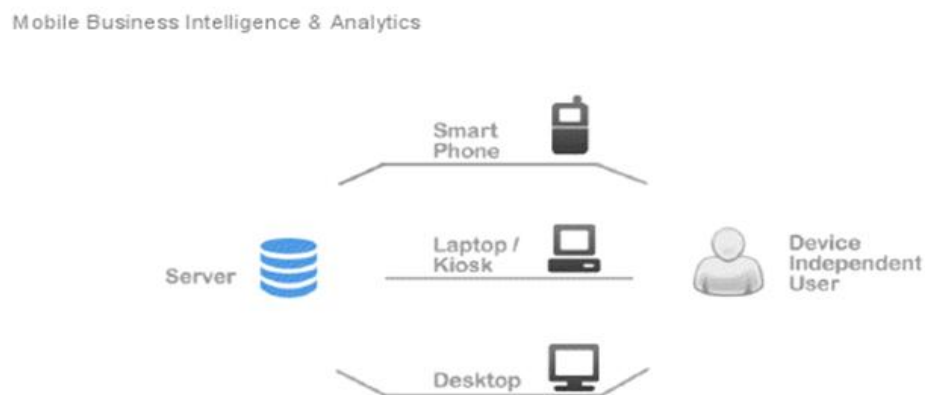 Mobile Business Intelligence & Analytics
Smart
Phone
Laptop /
Kiosk
Server
Device
Independent
User
Desktop